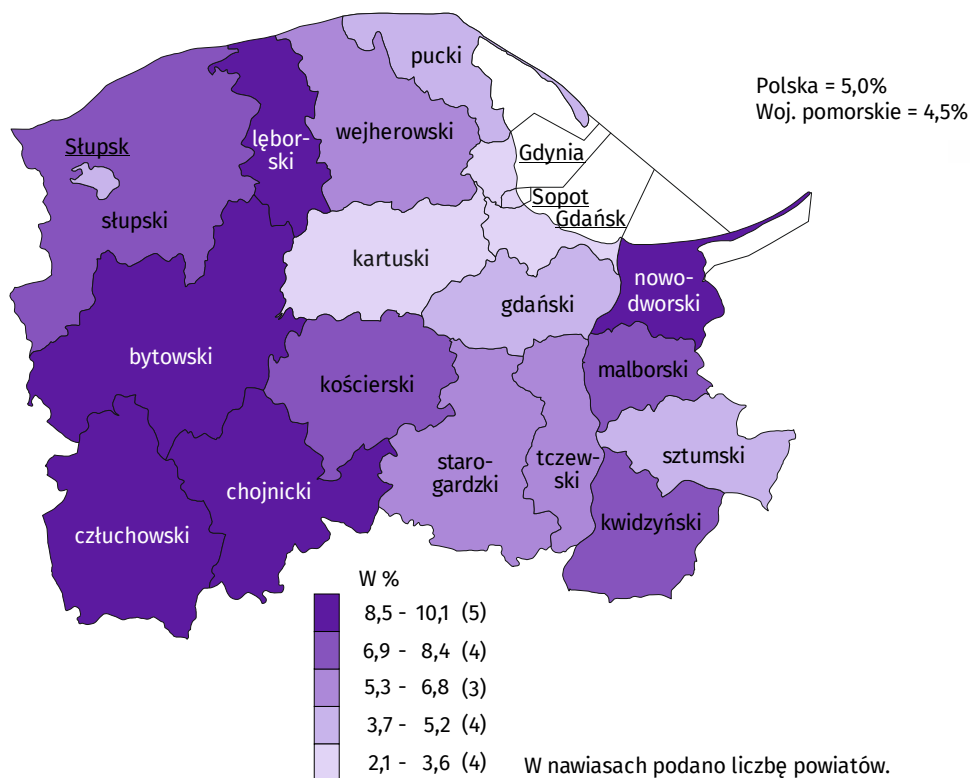 pucki
Polska = 5,0%
Woj. pomorskie = 4,5%
wejherowski
lębor-
ski
Słupsk
Gdynia
Sopot
Gdańsk
słupski
kartuski
nowo-
dworski
gdański
bytowski
kościerski
malborski
staro-
gardzki
tczew-
ski
sztumski
chojnicki
kwidzyński
człuchowski
W %
8,5 - 10,1 (5)
6,9 - 8,4 (4)
5,3 - 6,8 (3)
3,7 - 5,2 (4)
2,1 - 3,6 (4)
W nawiasach podano liczbę powiatów.